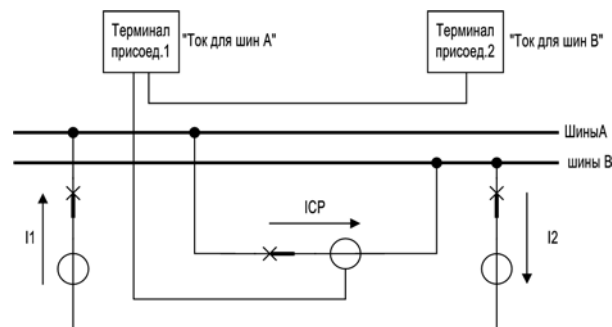 Терминал
присоед.1
"Ток для шин А"
Терминал
присоед.2
"Ток для шин В"
ШиныА
шины В
ICP
I1
I2